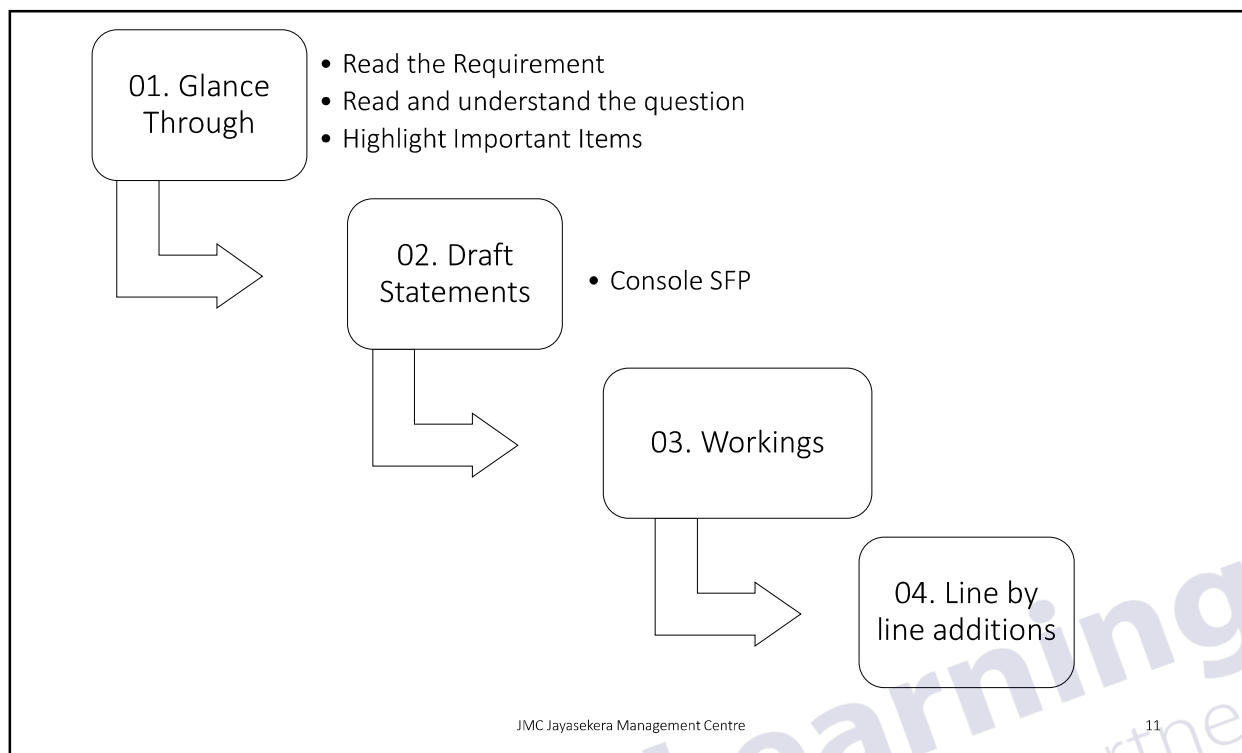 01. Glance
Through
• Read the Requirement
• Read and understand the question
• Highlight Important Items
02. Draft
Statements
• Console SFP
03. Workings
04. Line by
line additions
JMC Jayasekera Management Centre
11